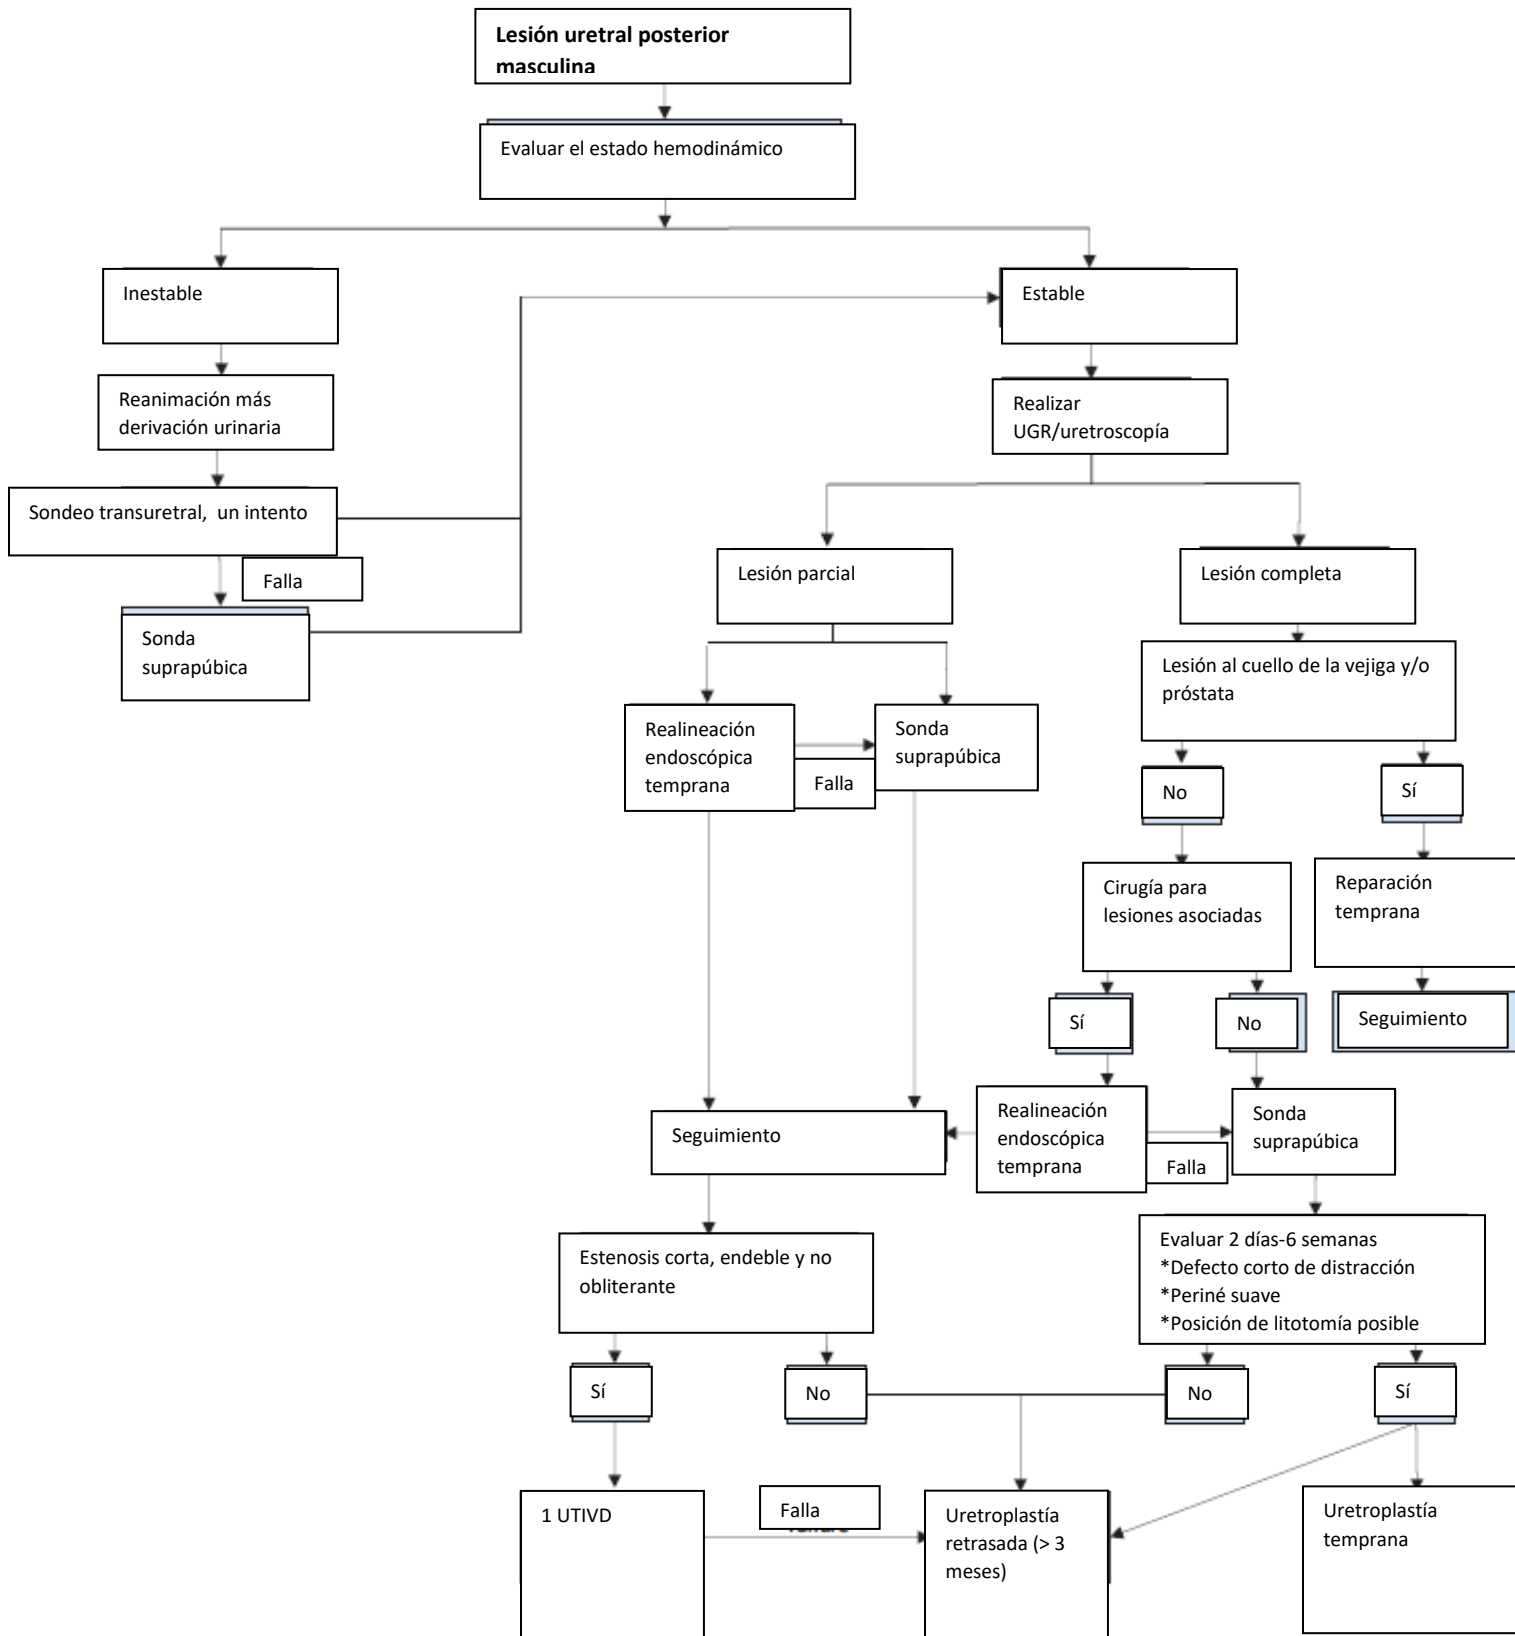 Lesión uretral posterior
masculina
Evaluar el estado hemodinámico
Inestable
Estable
Reanimación más
derivación urinaria
Realizar
UGR/uretroscopía
Sondeo transuretral, un intento
Falla
Sonda
suprapúbica
Lesión parcial
Lesión completa
Lesión al cuello de la vejiga y/o
próstata
Realineación
endoscópica
temprana
Falla
Sonda
suprapúbica
No
Sí
Cirugía para
lesiones asociadas
Reparación
temprana
Sí
No
Seguimiento
Seguimiento
Realineación
endoscópica
temprana
Falla
Sonda
suprapúbica
Estenosis corta, endeble y no
obliterante
Evaluar 2 días-6 semanas
*Defecto corto de distracción
*Periné suave
*Posición de litotomía posible
Sí
No
No
Sí
1 UTIVD
Falla
Uretroplastía
retrasada (> 3
meses)
Uretroplastía
temprana